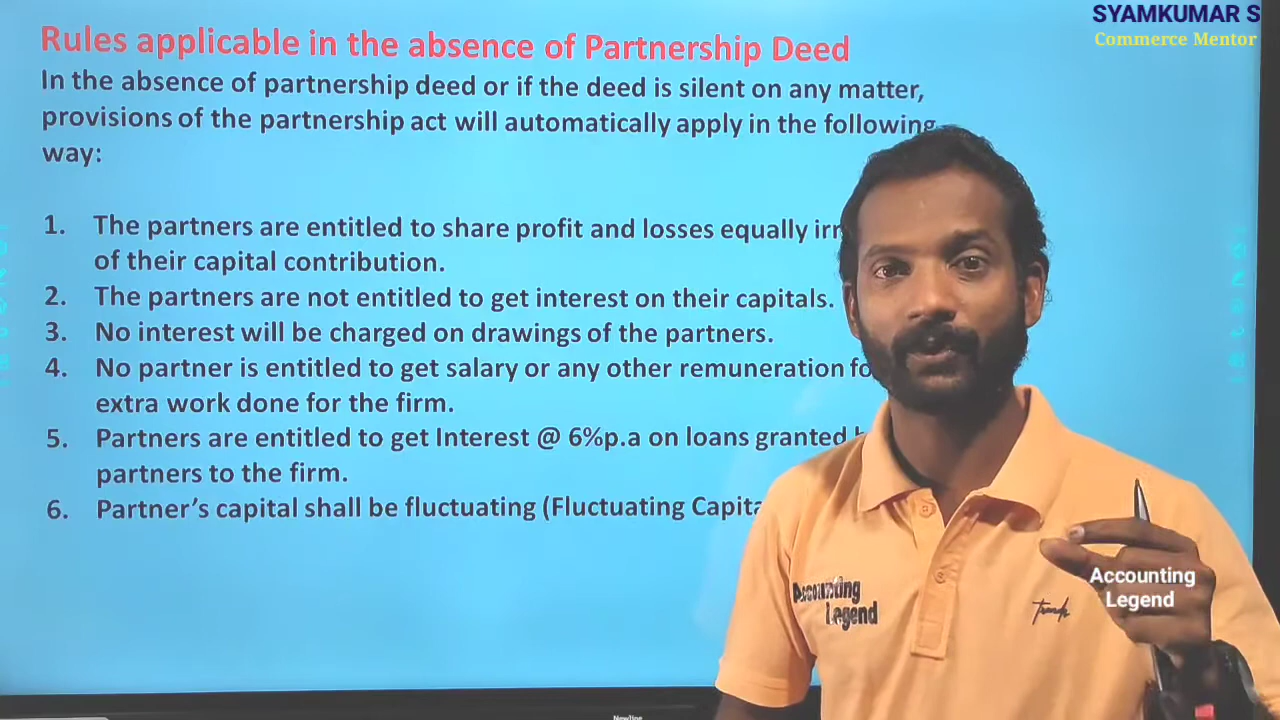 SYAMKUMAR S
Commerce Mentor
Rules applicable in the absence of Partnership Deed
In the absence of partnership deed or if the deed is silent on any matter,
provisions of the partnership act will automatically apply in the following
way:
1. The partners are entitled to share profit and losses equally irr
of their capital contribution.
2. The partners are not entitled to get interest on their capitals.
3. No interest will be charged on drawings of the partners.
4. No partner is entitled to get salary or any other remuneration fo
extra work done for the firm.
5. Partners are entitled to get Interest @ 6%p.a on loans granted
partners to the firm.
6. Partner's capital shall be fluctuating (Fluctuating Capita
Accounting
Legend
Accounting
Legend
trends
Newline